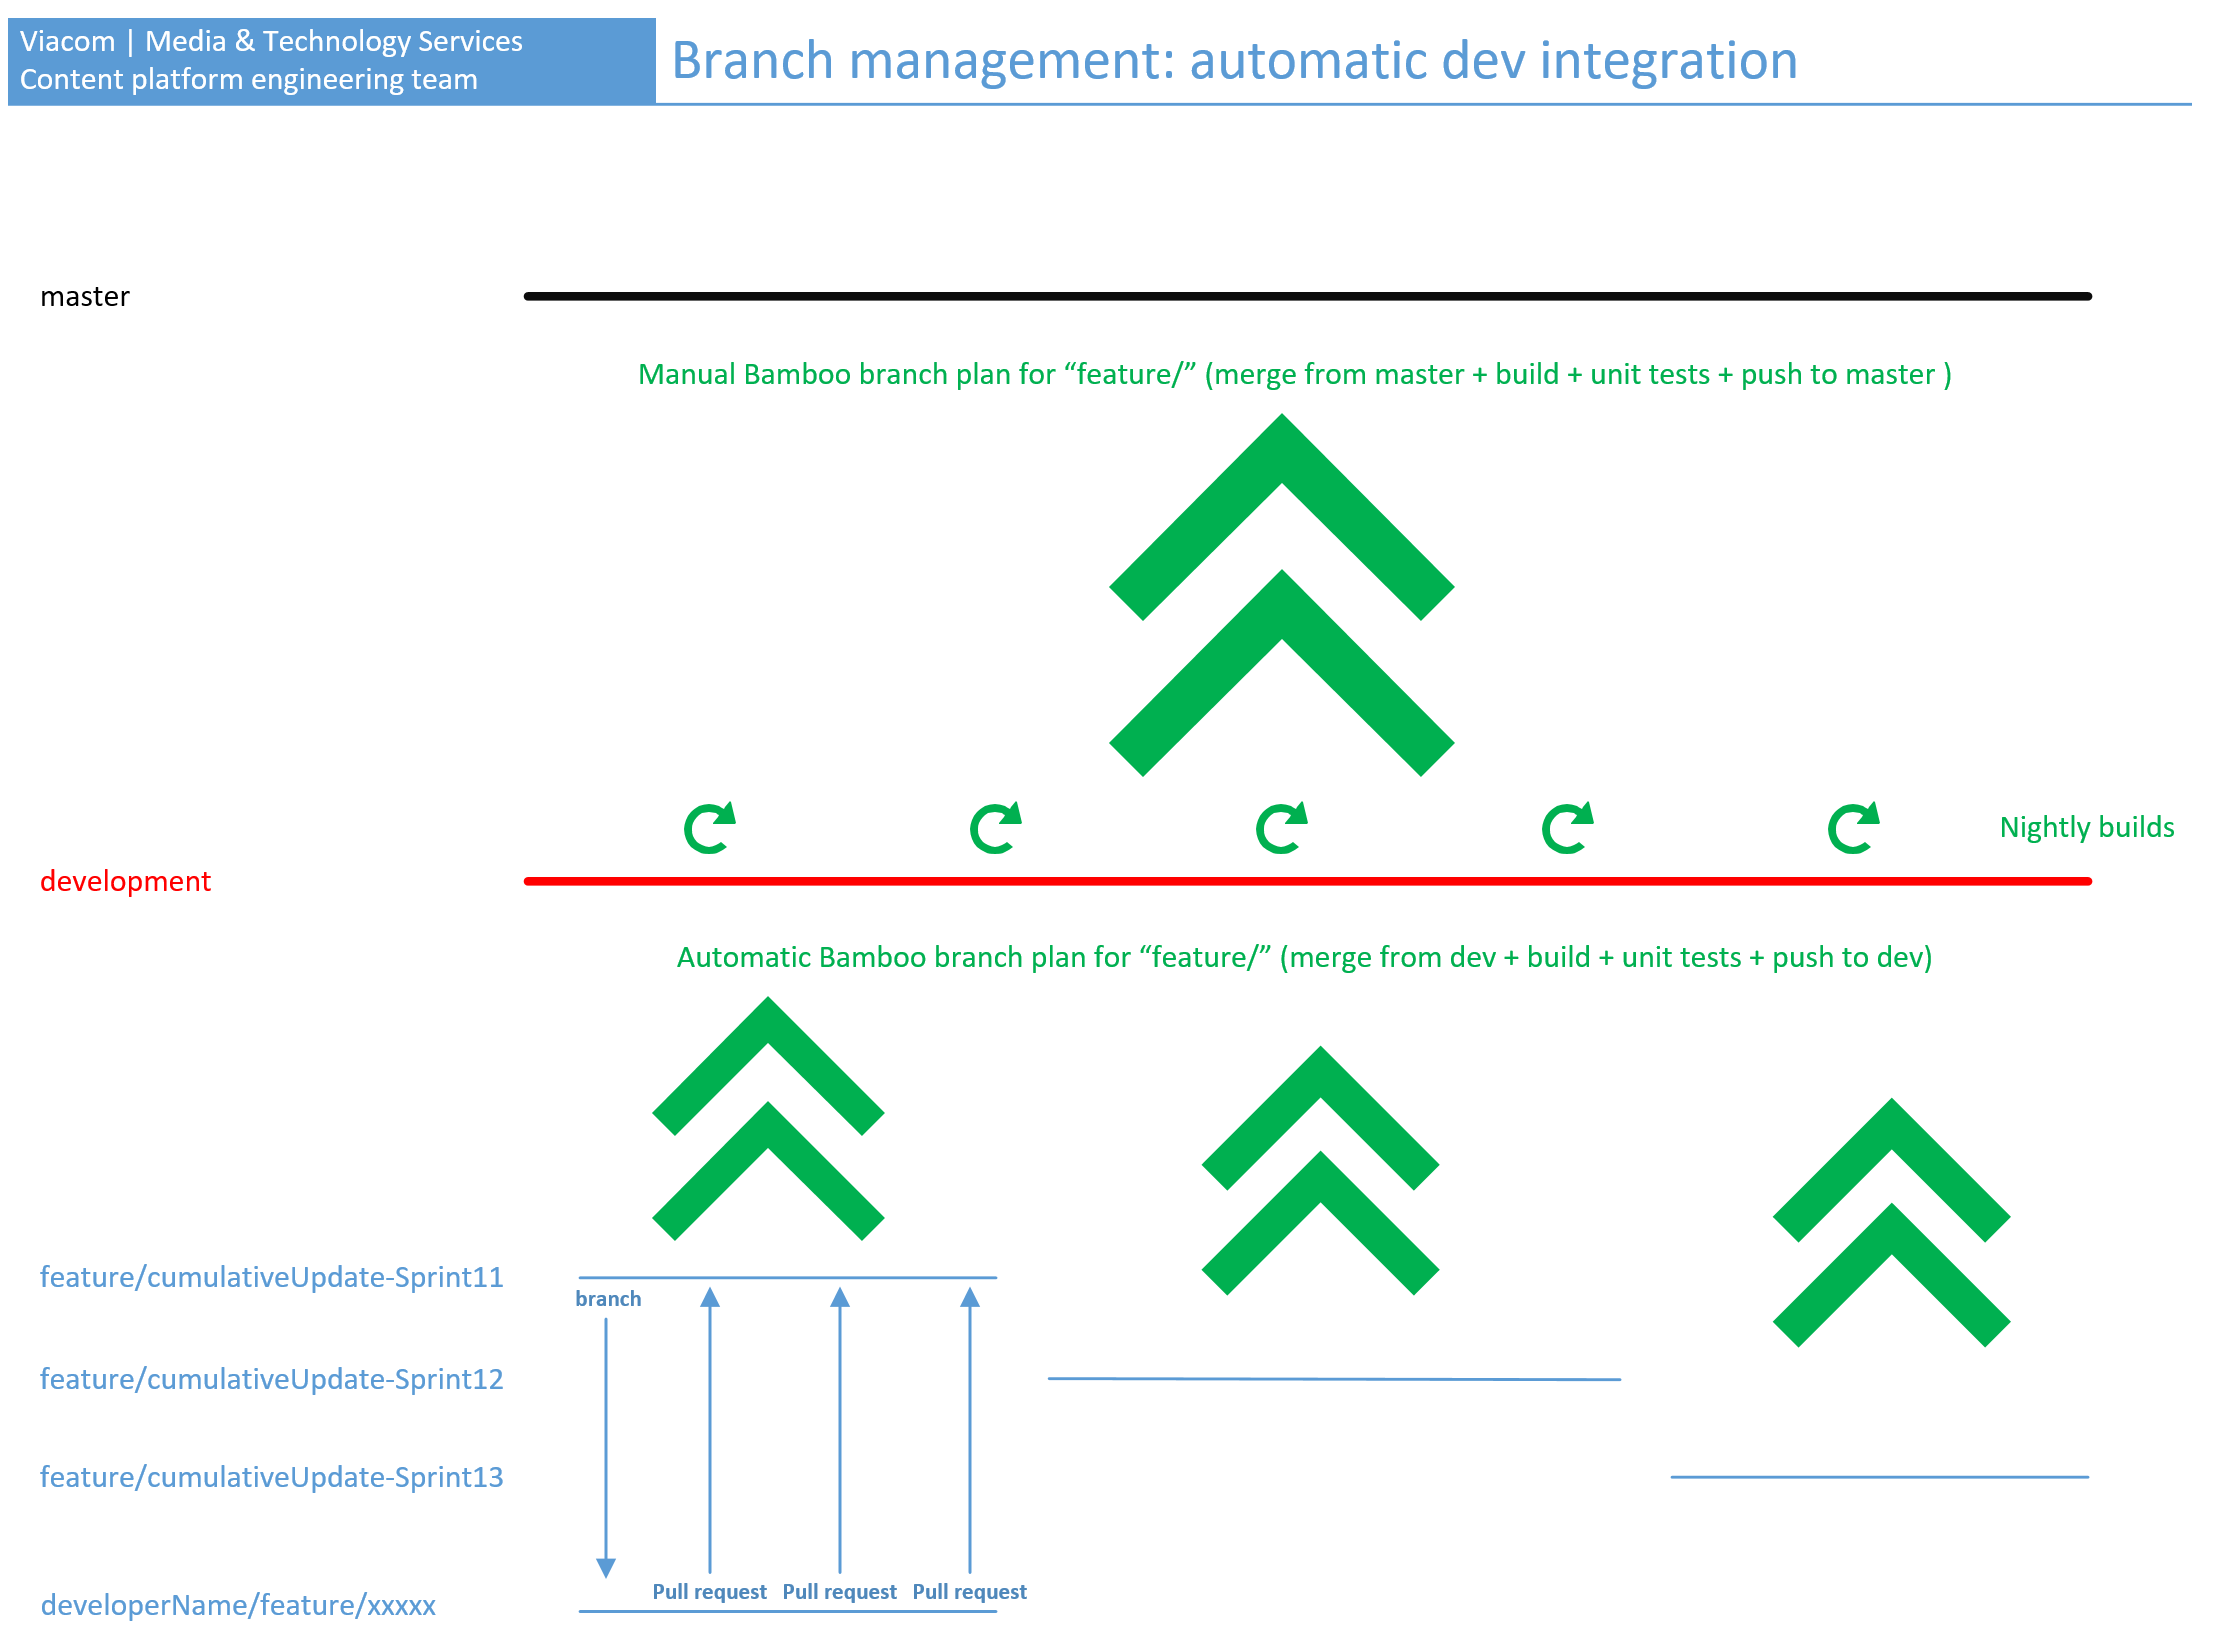 Viacom | Media & Technology Services
Content platform engineering team
Branch management: automatic dev integration
master
Manual Bamboo branch plan for “feature/” (merge from master + build + unit tests + push to master )
Nightly builds
development
Automatic Bamboo branch plan for “feature/” (merge from dev + build + unit tests + push to dev)
feature/cumulativeUpdate-Sprint11
branch
feature/cumulativeUpdate-Sprint12
feature/cumulativeUpdate-Sprint13
Pull request Pull request Pull request
developerName/feature/xxxxx